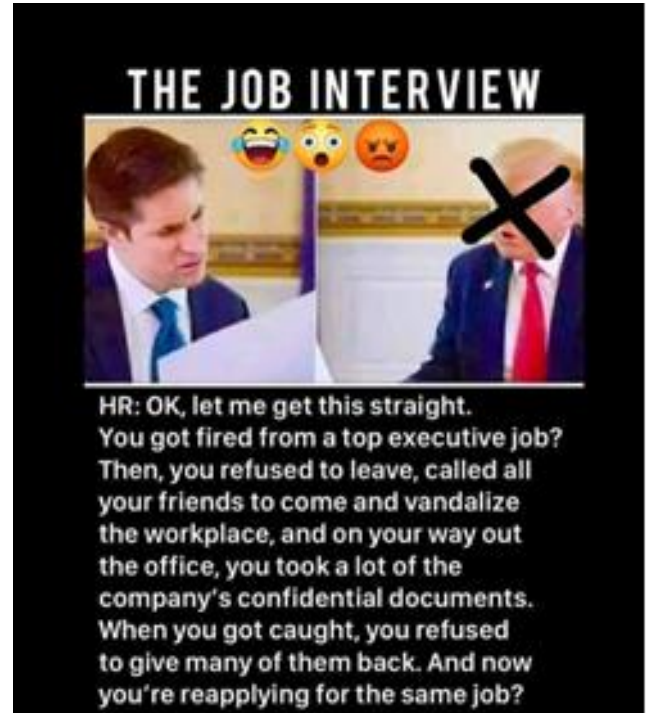 THE JOB INTERVIEW
HR: OK, let me get this straight.
You got fired from a top executive job?
Then, you refused to leave, called all
your friends to come and vandalize
the workplace, and on your way out
the office, you took a lot of the
company's confidential documents.
When you got caught, you refused
to give many of them back. And now
you're reapplying for the same job?